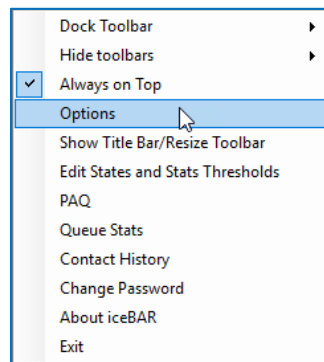 Dock Toolbar
Hide toolbars
Always on Top
Options
Show Title Bar/Resize Toolbar
Edit States and Stats Thresholds
PAQ
Queue Stats
Contact History
Change Password
About iceBAR
Exit